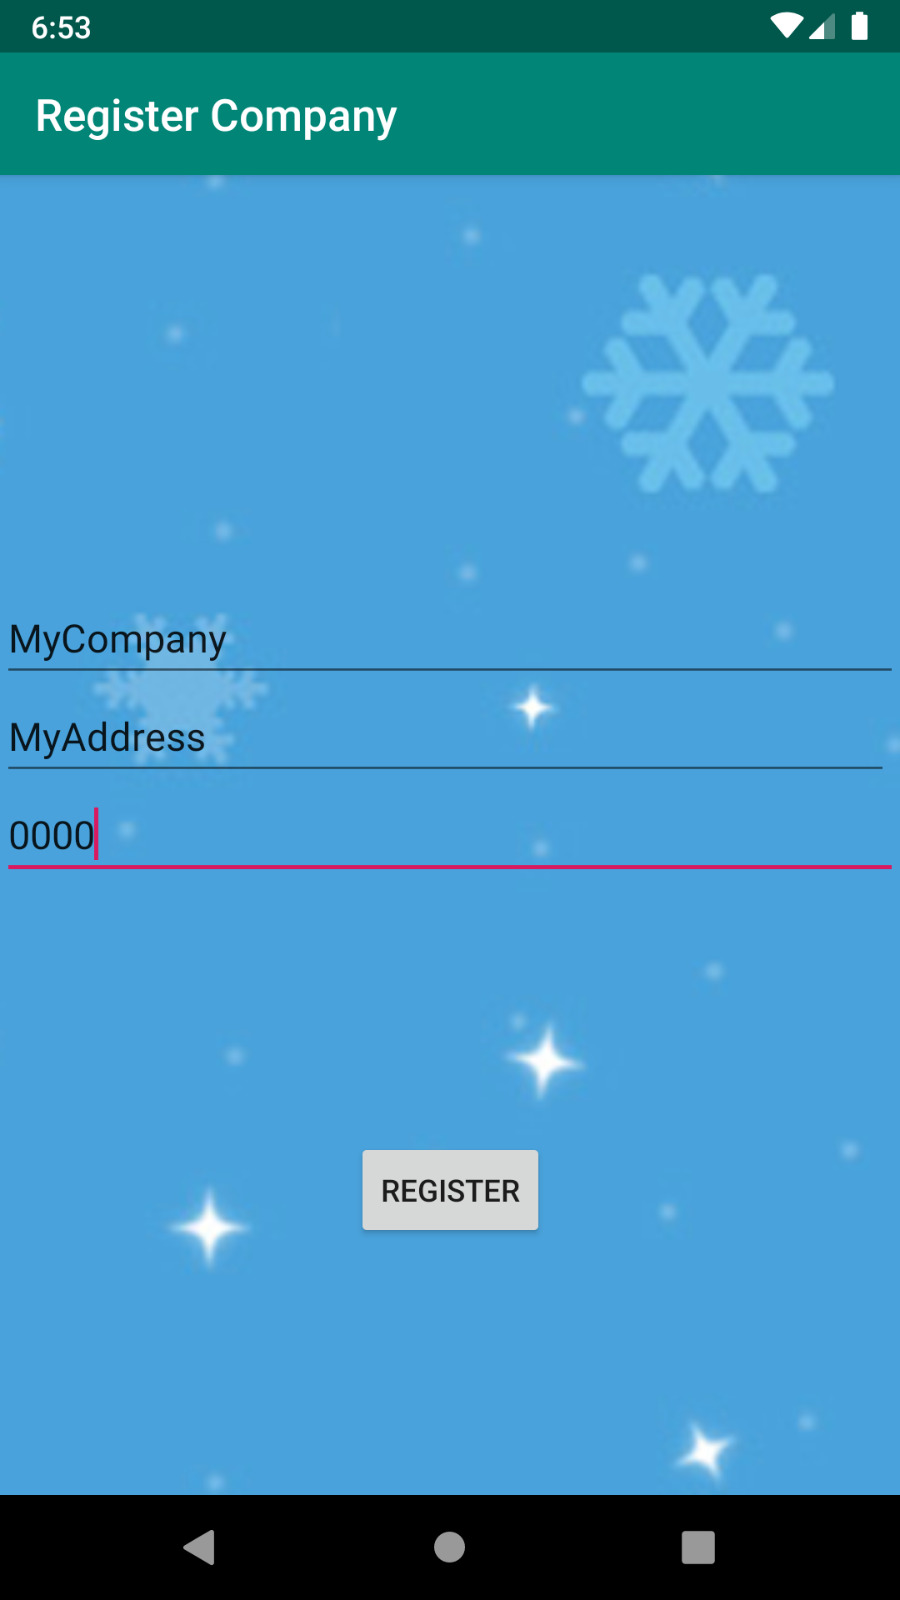 6:53
Register Company
MyCompany
MyAddress
0000
REGISTER